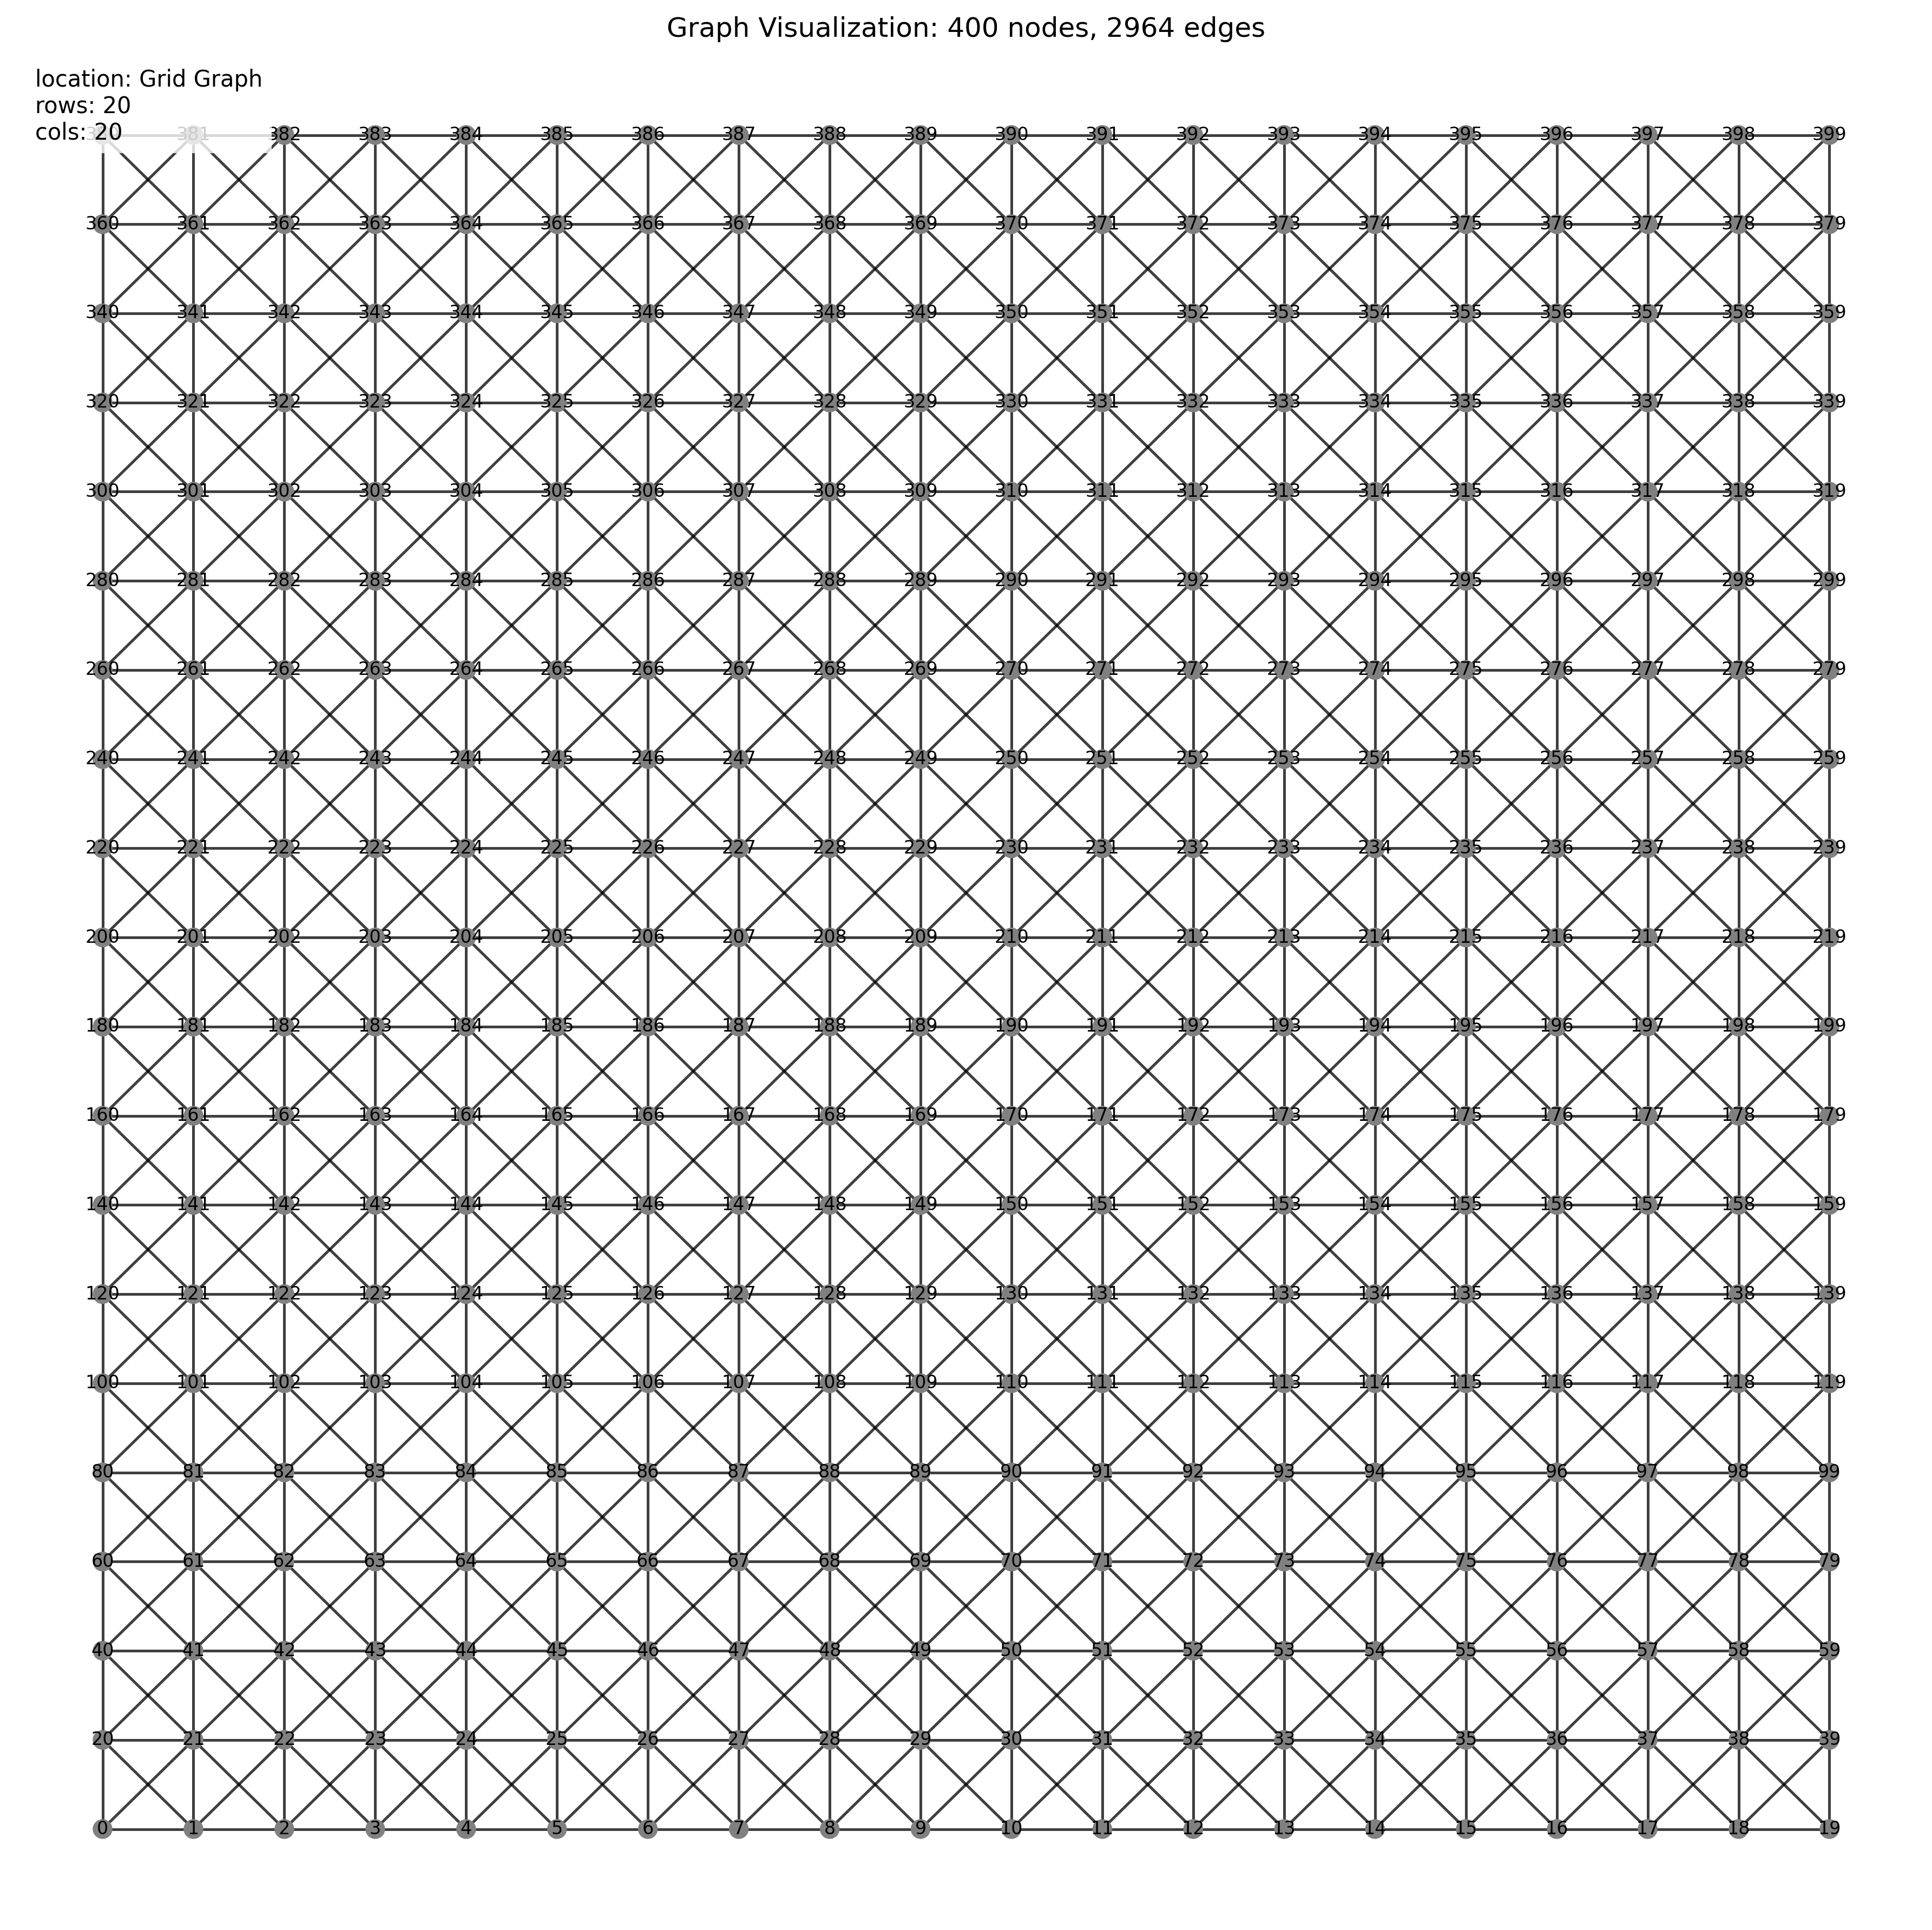 Graph Visualization: 400 nodes, 2964 edges
location: Grid Graph
rows: 20
cols: 20
381 382 383 384 385 386 387 388 389 390 391 392 393 394 395 396 397 398 399
360 361 362 363 364 365 366 367 368 369 370 371 372 373 374 375 376 377 378 379
340 341 342 343 344 345 346 347 348 349 350 351 352 353 354 355 356 357 358 359
320 321 322 323 324 325 326 327 328 329 330 331 332 333 334 335 336 337 338 339
300 301 302 303 304 305 306 307 308 309 310 311 312 313 314 315 316 317 318 319
280 281 282 283 284 285 286 287 288 289 290 291 292 293 294 295 296 297 298 299
260 261 262 263 264 265 266 267 268 269 270 271 272 273 274 275 276 277 278 279
240 241 242 243 244 245 246 247 248 249 250 251 252 253 254 255 256 257 258 259
220 221 222 223 224 225 226 227 228 229 230 231 232 233 234 235 236 237 238 239
200 201 202 203 204 205 206 207 208 209 210 211 212 213 214 215 216 217 218 219
180 181 182 183 184 185 186 187 188 189 190 191 192 193 194 195 196 197 198 199
160 161 162 163 164 165 166 167 168 169 170 171 172 173 174 175 176 177 178 179
140 141 142 143 144 145 146 147 148 149 150 151 152 153 154 155 156 157 158 159
120 121 122 123 124 125 126 127 128 129 130 131 132 133 134 135 136 137 138 139
100 101 102 103 104 105 106 107 108 109 110 111 112 113 114 115 116 117 118 119
80 81 82 83 84 85 86 87 88 89 90 91 92 93 94 95 96 97 98 99
60 61 62 63 64 65 66 67 68 69 70 71 72 73 74 75 76 77 78 79
40 41 42 43 44 45 46 47 48 49 50 51 52 53 54 55 56 57 58 59
20 21 22 23 24 25 26 27 28 29 30 31 32 33 34 35 36 37 38 39
0 1 2 3 4 5 6 7 8 9 10 11 12 13 14 15 16 17 18 19